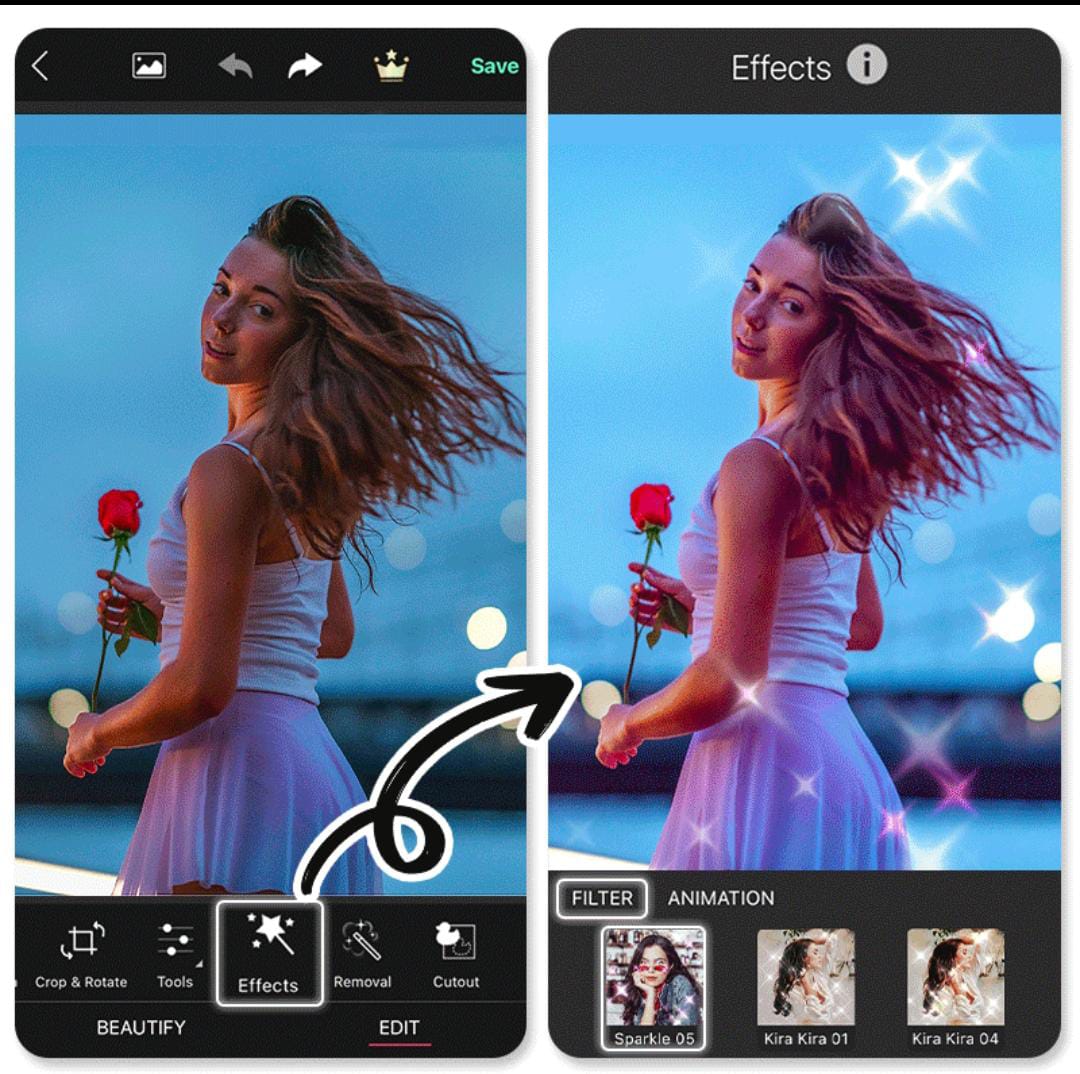 Save
Crop & Rotate
Tools
Effects
Removal
Cutout
BEAUTIFY
EDIT
Effects i
FILTER
ANIMATION
Sparkle 05
Kira Kira 01
Kira Kira 04